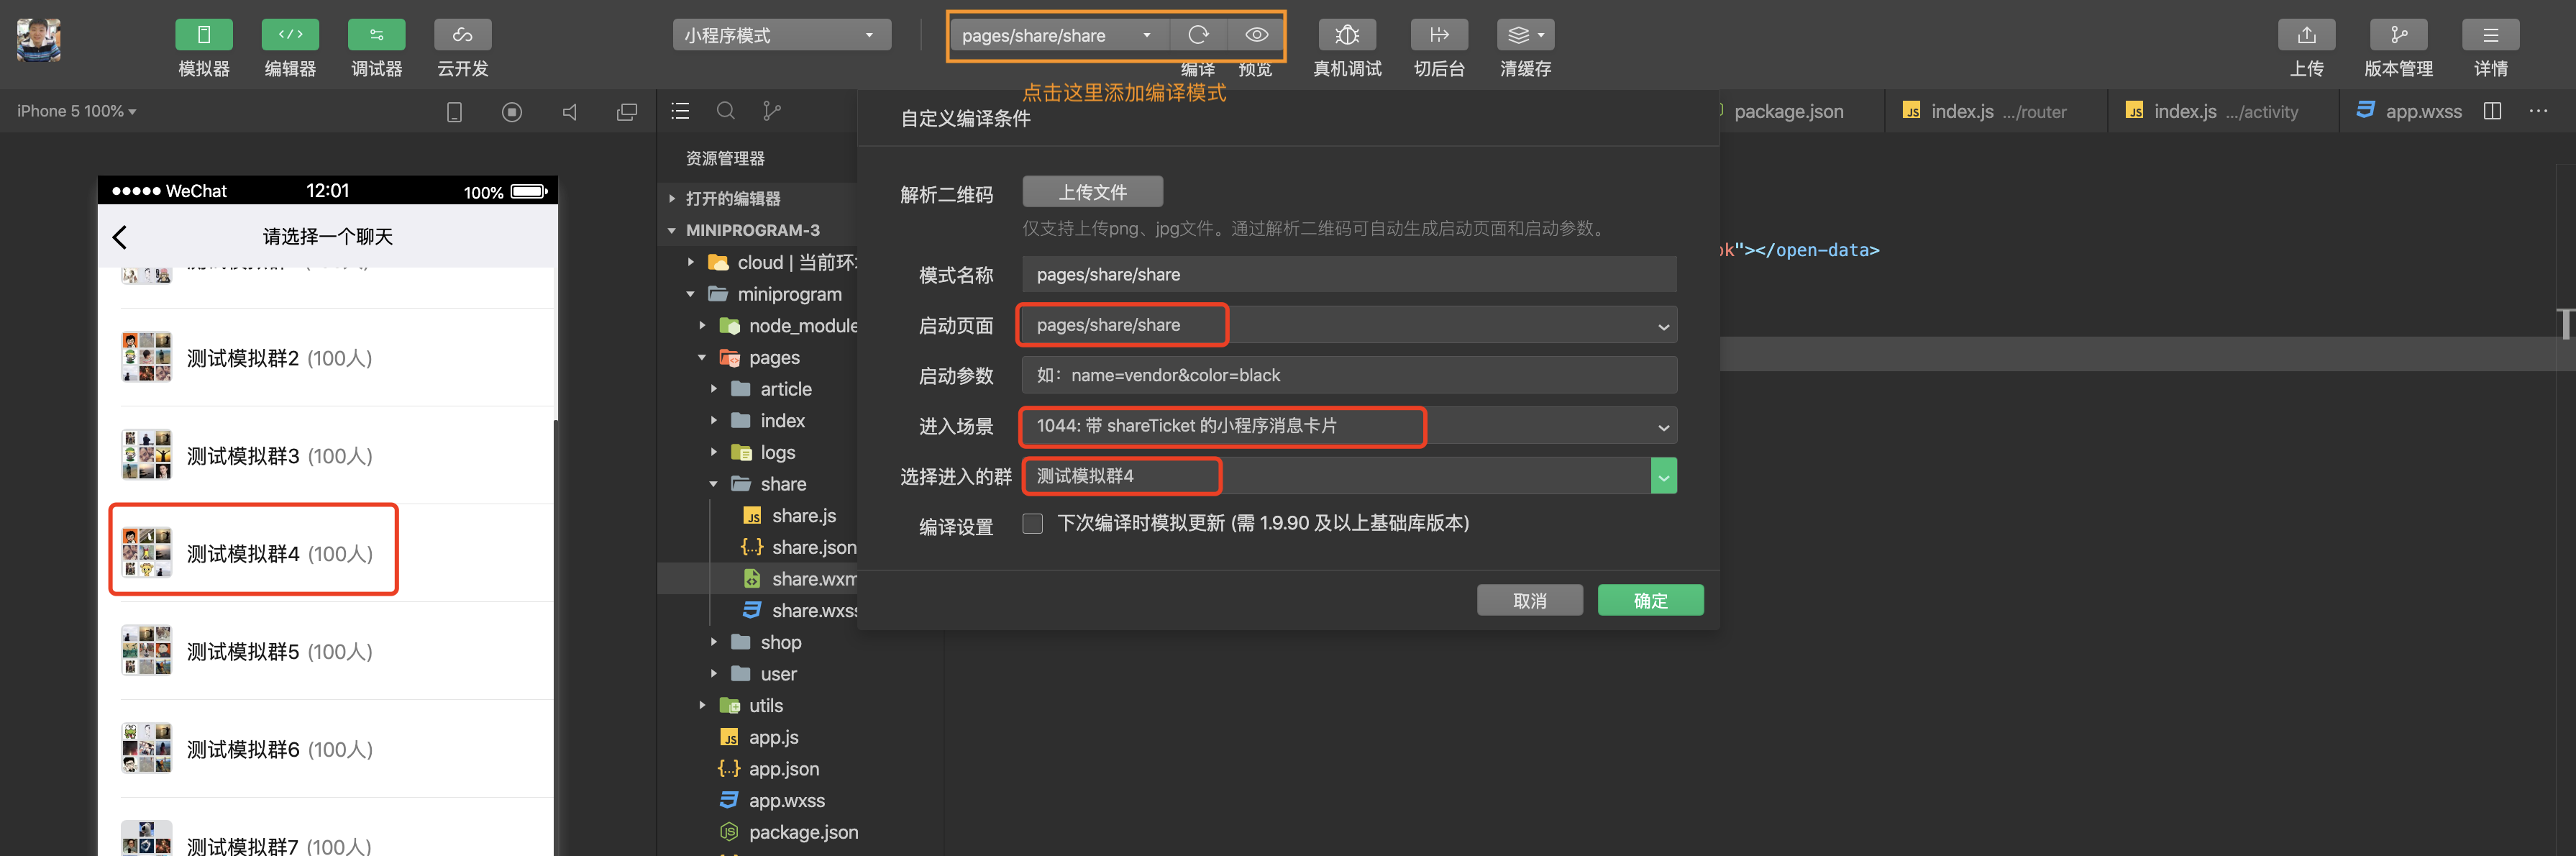 小程序模式
pages/share/share
模拟器
编辑器
调试器
云开发
编译
预览
真机调试
切后台
清缓存
上传
版本管理
详情
点击这里添加编译模式
iPhone 5 100%
package.json
index.js .../router
index.js .../activity
app.wxss
WeChat
12:01
100%
请选择一个聊天
测试模拟群2 (100人)
测试模拟群3 (100人)
测试模拟群4 (100人)
测试模拟群5 (100人)
测试模拟群6 (100人)
测试模拟群7 (100人)
资源管理器
打开的编辑器
MINIPROGRAM-3
cloud | 当前环
miniprogram
node_module
pages
article
index
logs
share
share.js
share.json
share.wxm
share.wxss
shop
user
utils
app.js
app.json
app.wxss
package.json
自定义编译条件
解析二维码
上传文件
仅支持上传png、jpg文件。通过解析二维码可自动生成启动页面和启动参数。
模式名称
pages/share/share
启动页面
pages/share/share
启动参数
如：name=vendor&color=black
进入场景
1044: 带 shareTicket 的小程序消息卡片
选择进入的群
测试模拟群4
编译设置
下次编译时模拟更新 (需 1.9.90 及以上基础库版本)
取消
确定
ok"></open-data>